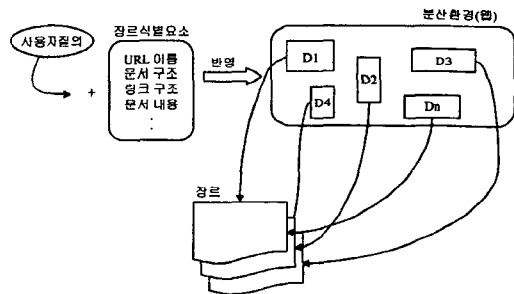 사용자질의
+
장르식별요소
URL 이름
문서 구조
링크 구조
문서 내용
:
반영
분산환경(웹)
D1
D2
D3
D4
Dn
장르